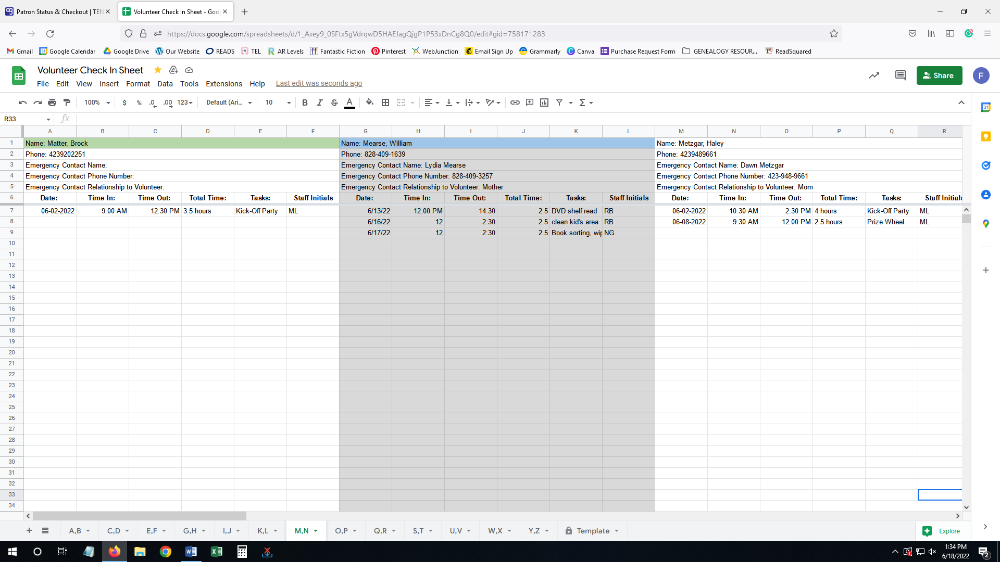 Patron Status & Checkout | TEN
Volunteer Check In Sheet - Goo
https://docs.google.com/spreadsheets/d/1_Axey9_0SFtx5gVdrqwD5HAEJagQjgP1P53xDnCg8Q0/edit#gid=758171283
Gmail Google Calendar Google Drive Our Website READS TEL AR Levels Fantastic Fiction Pinterest WebJunction Email Sign Up Grammarly Canva Purchase Request Form GENEALOGY RESOUR... ReadSquared
Volunteer Check In Sheet
Share F
File Edit View Insert Format Data Tools Extensions Help Last edit was seconds ago
100% $ % .0 .00 123 Default (Ari... 10 B I S A
R33 fx
A B C D E F G H I J K L M N O P Q R
1 Name: Matter, Brock Name: Mearse, William Name: Metzgar, Haley
2 Phone: 4239202251 Phone: 828-409-1639 Phone: 4239489661
3 Emergency Contact Name: Emergency Contact Name: Lydia Mearse Emergency Contact Name: Dawn Metzgar
4 Emergency Contact Phone Number: Emergency Contact Phone Number: 828-409-3257 Emergency Contact Phone Number: 423-948-9661
5 Emergency Contact Relationship to Volunteer: Emergency Contact Relationship to Volunteer: Mother Emergency Contact Relationship to Volunteer: Mom
6 Date: Time In: Time Out: Total Time: Tasks: Staff Initials Date: Time In: Time Out: Total Time: Tasks: Staff Initials Date: Time In: Time Out: Total Time: Tasks: Staff Initials
7 06-02-2022 9:00 AM 12:30 PM 3.5 hours Kick-Off Party ML 6/13/22 12:00 PM 14:30 2.5 DVD shelf read RB 06-02-2022 10:30 AM 2:30 PM 4 hours Kick-Off Party ML
8 6/16/22 12 2:30 2.5 clean kid's area RB 06-08-2022 9:30 AM 12:00 PM 2.5 hours Prize Wheel ML
9 6/17/22 12 2:30 2.5 Book sorting, wip NG
10
11
12
13
14
15
16
17
18
19
20
21
22
23
24
25
26
27
28
29
30
31
32
33
34
A,B C,D E,F G,H I,J K,L M,N O,P Q,R S,T U,V W,X Y,Z Template Explore
1:34 PM
6/18/2022
2